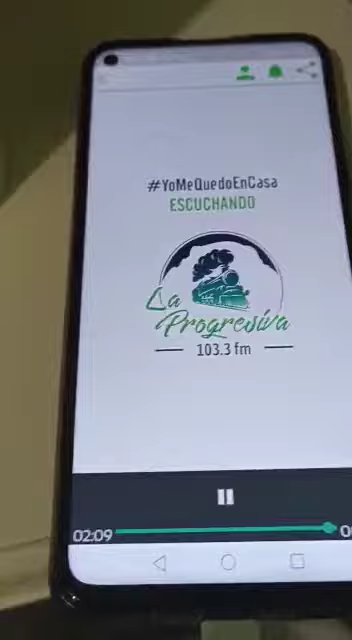 #YoMeQuedoEnCasa
ESCUCHANDO
La
Progresiva
103.3 fm
02:09